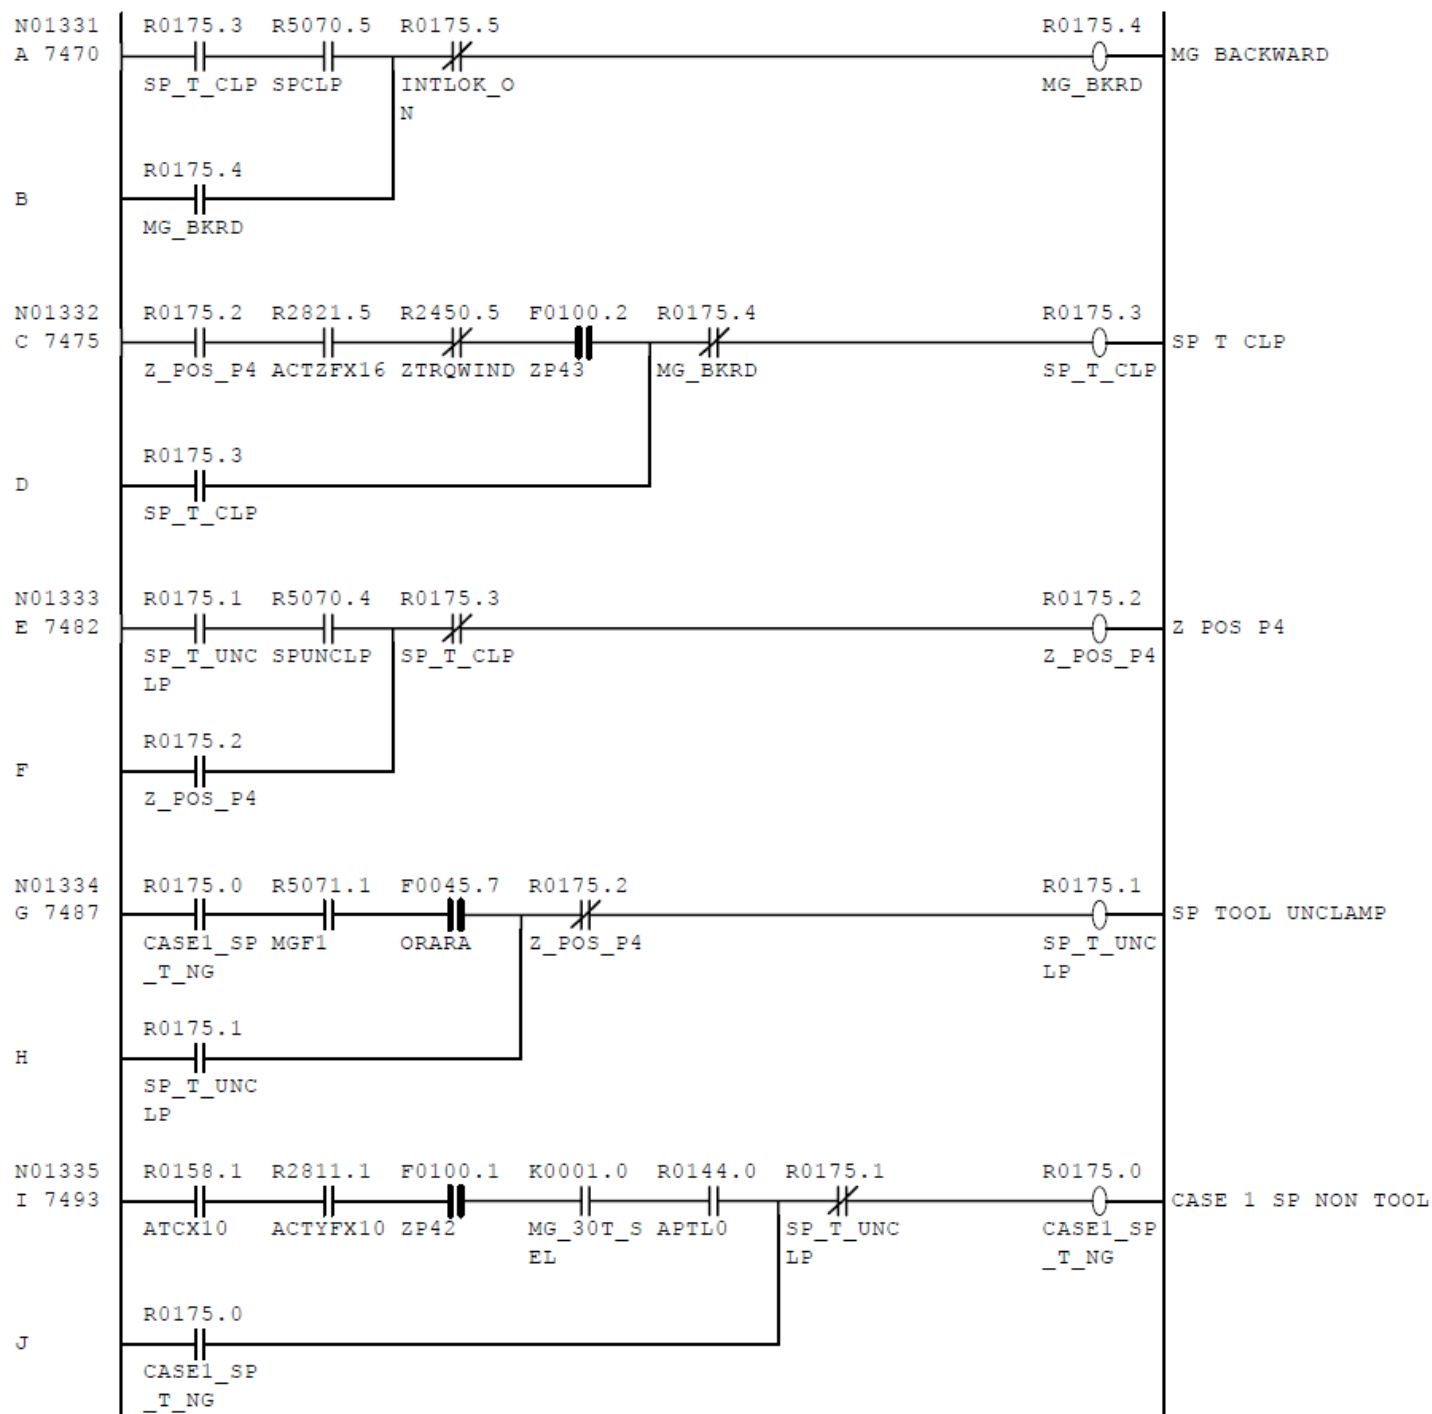 N01331 R0175.3 R5070.5 R0175.5 R0175.4
A 7470 MG BACKWARD
SP_T_CLP SPCLP INTLOK_O MG_BKRD
N
R0175.4
B
MG_BKRD
N01332 R0175.2 R2821.5 R2450.5 F0100.2 R0175.4 R0175.3
C 7475 SP T CLP
Z_POS_P4 ACTZFX16 ZTRQWIND ZP43 MG_BKRD SP_T_CLP
R0175.3
D
SP_T_CLP
N01333 R0175.1 R5070.4 R0175.3 R0175.2
E 7482 Z POS P4
SP_T_UNC SPUNCLP SP_T_CLP Z_POS_P4
LP
R0175.2
F
Z_POS_P4
N01334 R0175.0 R5071.1 F0045.7 R0175.2 R0175.1
G 7487 SP TOOL UNCLAMP
CASE1_SP MGF1 ORARA Z_POS_P4 SP_T_UNC
_T_NG LP
R0175.1
H
SP_T_UNC
LP
N01335 R0158.1 R2811.1 F0100.1 K0001.0 R0144.0 R0175.1 R0175.0
I 7493 CASE 1 SP NON TOOL
ATCX10 ACTYFX10 ZP42 MG_30T_S APTL0 SP_T_UNC CASE1_SP
EL LP _T_NG
R0175.0
J
CASE1_SP
_T_NG